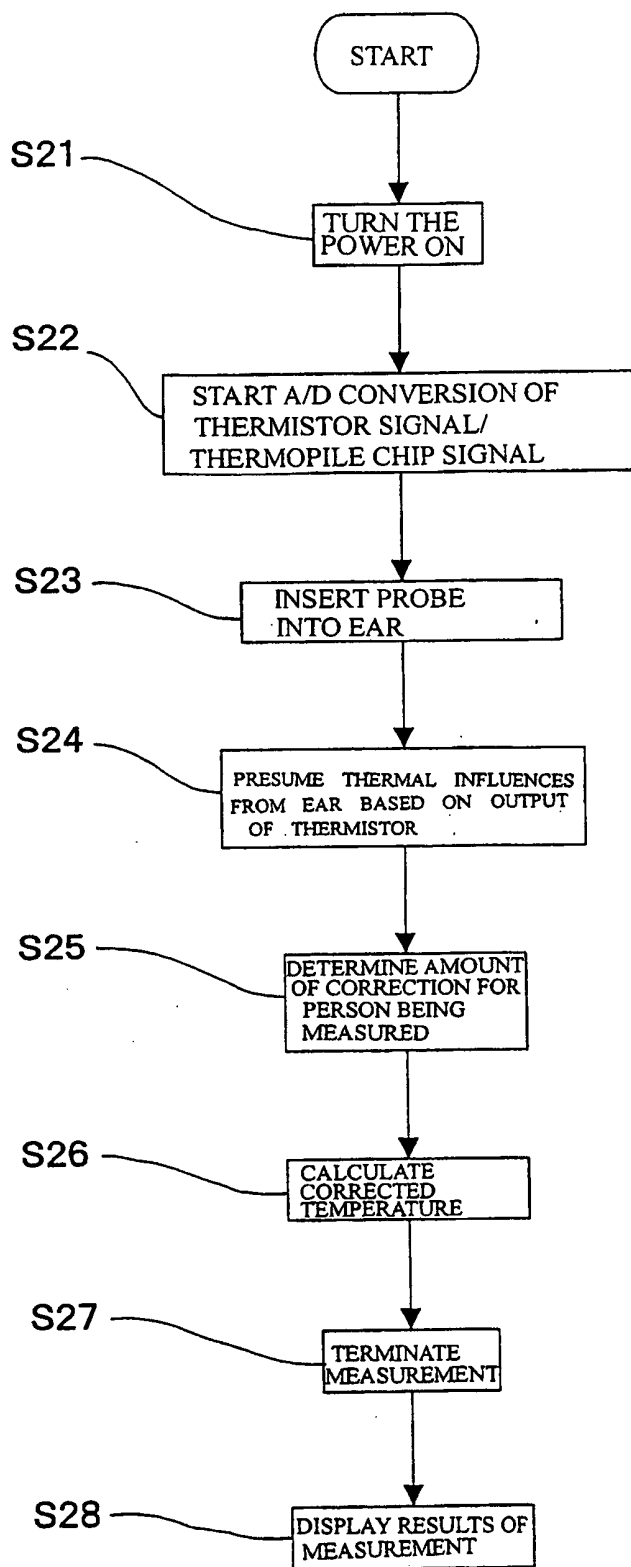 START
S21
TURN THE
POWER ON
S22
START A/D CONVERSION OF
THERMISTOR SIGNAL/
THERMOPILE CHIP SIGNAL
S23
INSERT PROBE
INTO EAR
S24
PRESUME THERMAL INFLUENCES
FROM EAR BASED ON OUTPUT
OF THERMISTOR
S25
DETERMINE AMOUNT
OF CORRECTION FOR
PERSON BEING
MEASURED
S26
CALCULATE
CORRECTED
TEMPERATURE
S27
TERMINATE
MEASUREMENT
S28
DISPLAY RESULTS OF
MEASUREMENT